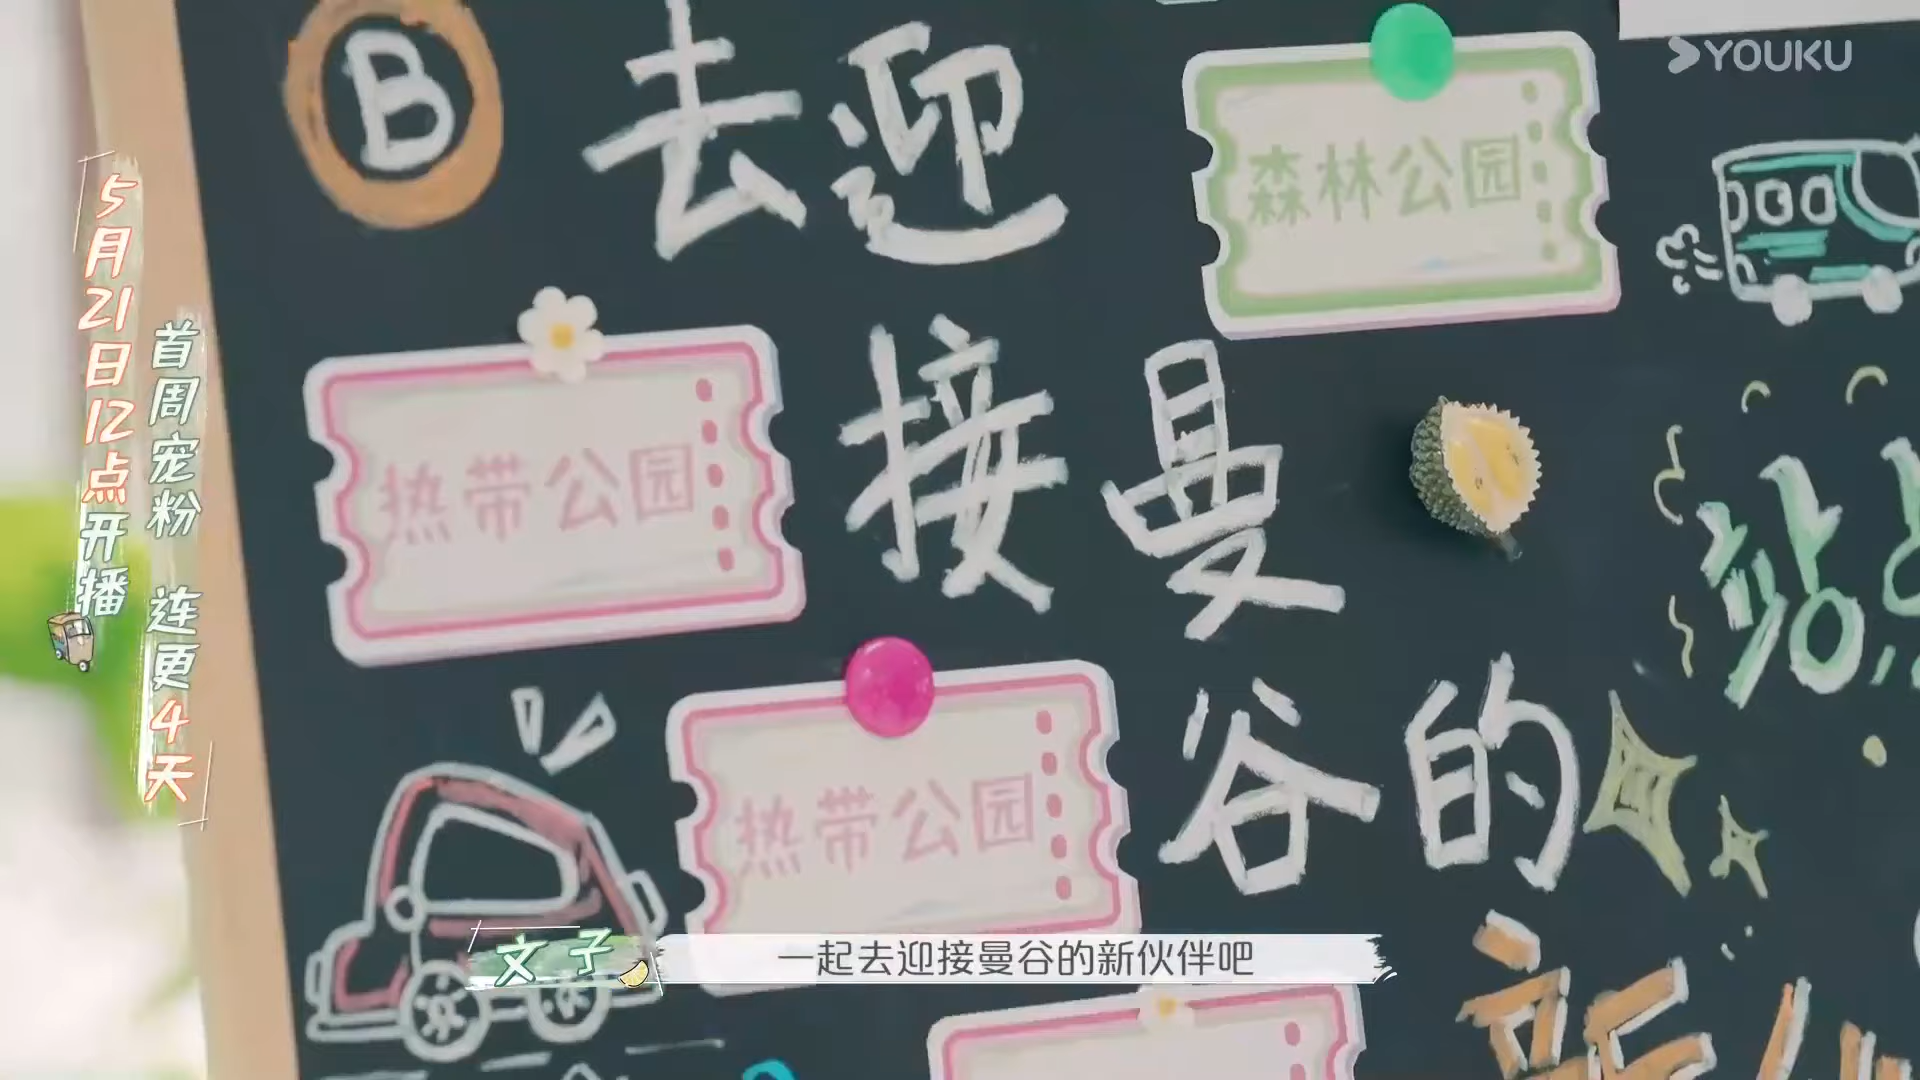 YOUKU
B 去迎
森林公园
5月21日12点开播
首周宠粉 连更4天
热带公园
接曼
站
热带公园
谷的
新
文子
一起去迎接曼谷的新伙伴吧